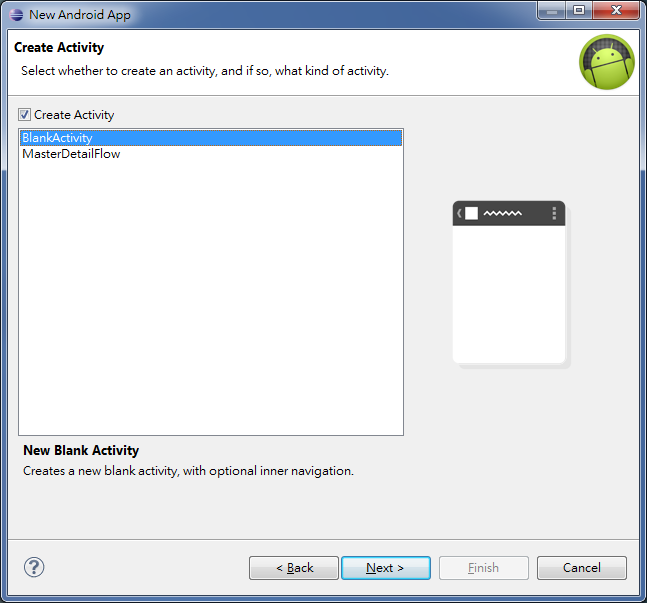 New Android App
Create Activity
Select whether to create an activity, and if so, what kind of activity.
Create Activity
BlankActivity
MasterDetailFlow
New Blank Activity
Creates a new blank activity, with optional inner navigation.
?
< Back
Next >
Finish
Cancel